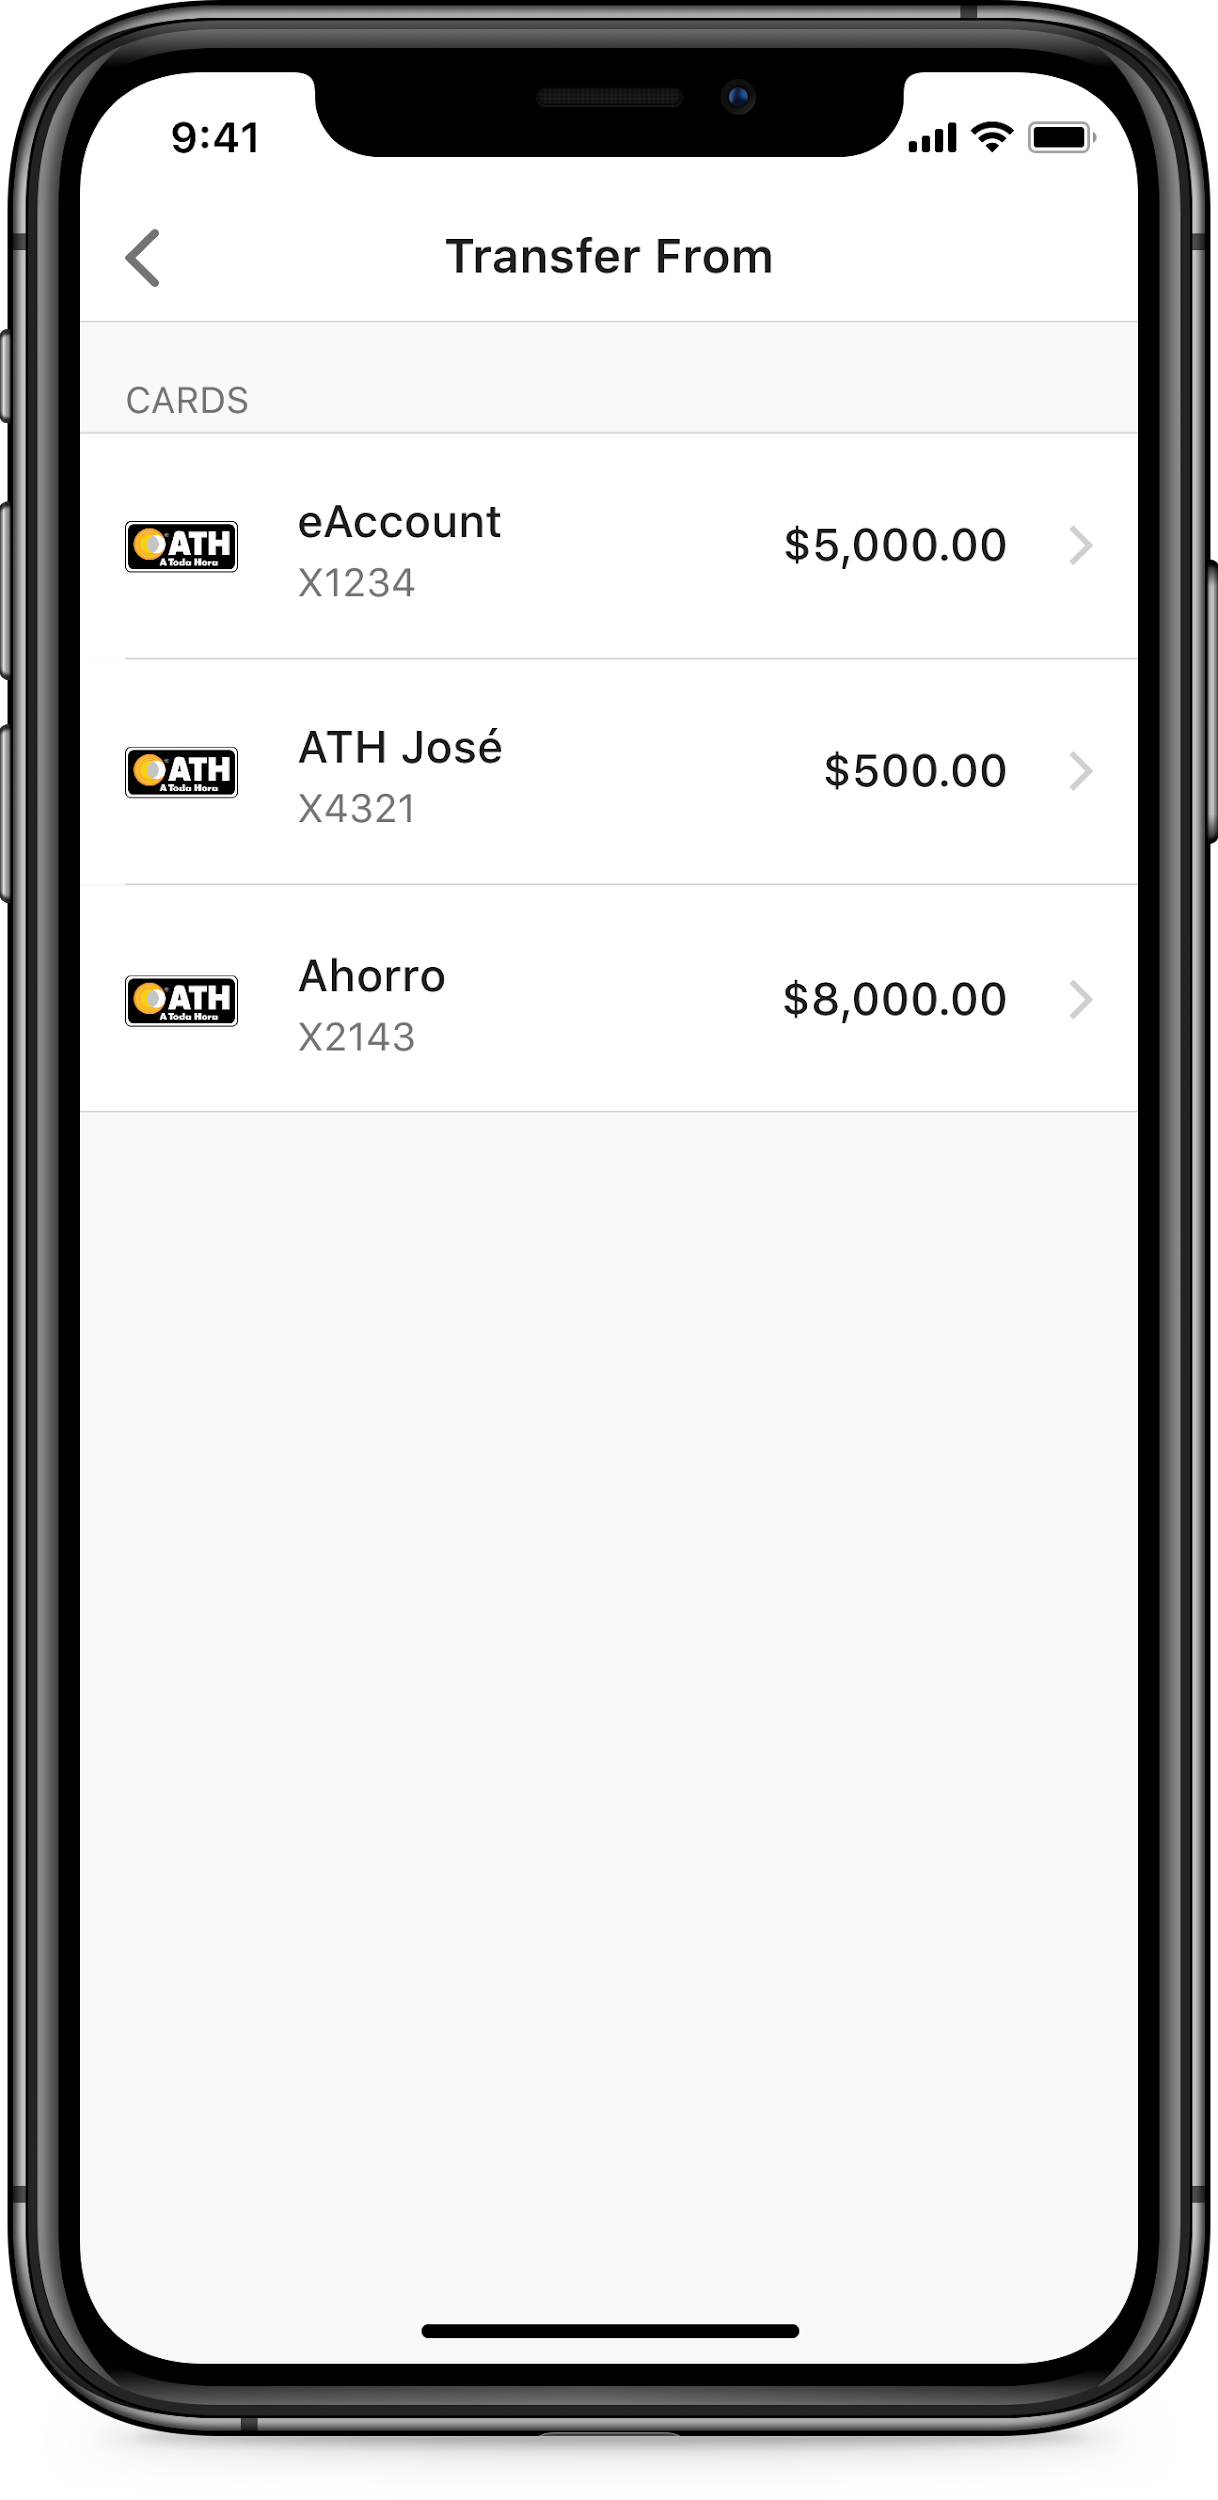 9:41
Transfer From
CARDS
ATH
A Toda Hora
eAccount
X1234
$5,000.00
ATH
A Toda Hora
ATH José
X4321
$500.00
ATH
A Toda Hora
Ahorro
X2143
$8,000.00